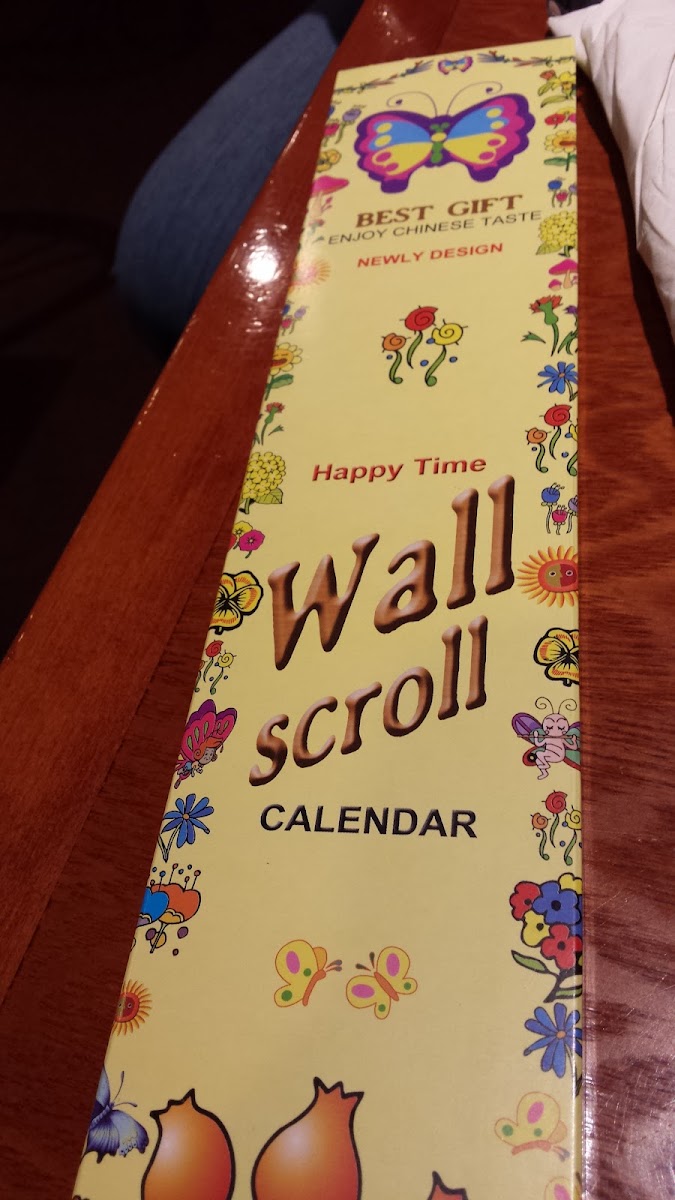 BEST GIFT
ENJOY CHINESE TASTE
NEWLY DESIGN
Happy Time
Wall
scroll
CALENDAR